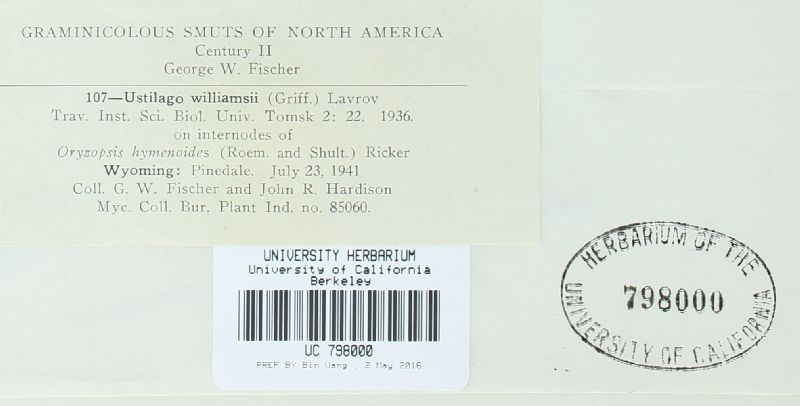 GRAMINICOLOUS SMUTS OF NORTH AMERICA
Century II
George W. Fischer
107—Ustilago williamsii (Griff.) Lavrov
Trav. Inst. Sci. Biol. Univ. Tomsk 2: 22. 1936.
on internodes of
Oryzopsis hymenoides (Roem. and Shult.) Ricker
Wyoming: Pinedale. July 23, 1941
Coll. G. W. Fischer and John R. Hardison
Myc. Coll. Bur. Plant Ind. no. 85060.
UNIVERSITY HERBARIUM
University of California
Berkeley
UC 798000
PREP BY Bin Wang . 2 May 2016
HERBARIUM OF THE
798000
UNIVERSITY OF CALIFORNIA